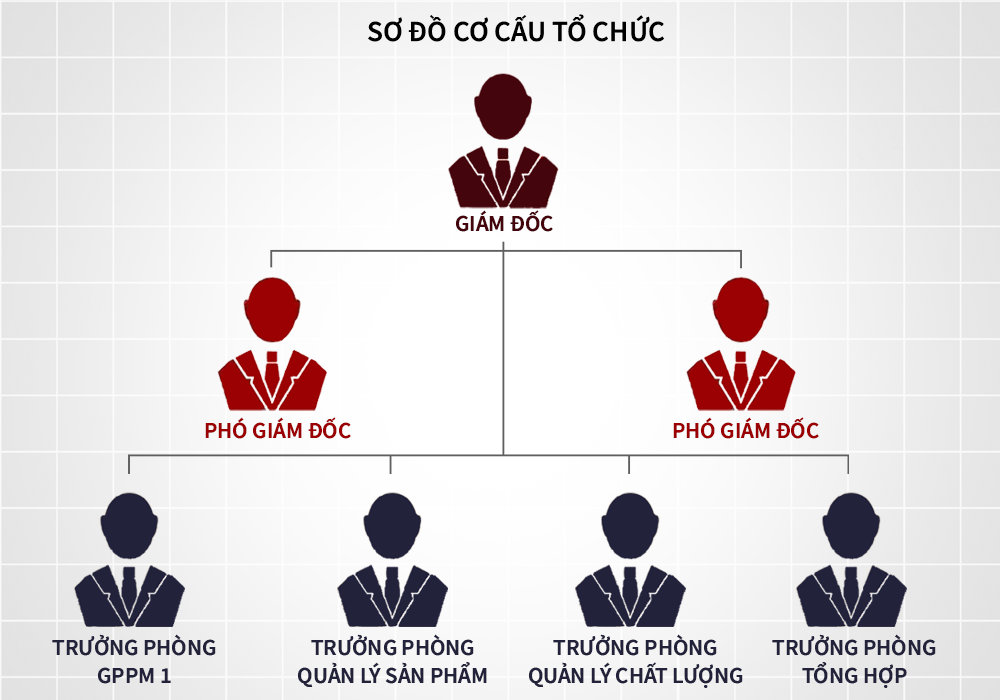 SƠ ĐỒ CƠ CẤU TỔ CHỨC
GIÁM ĐỐC
PHÓ GIÁM ĐỐC
PHÓ GIÁM ĐỐC
TRƯỞNG PHÒNG
GPPM 1
TRƯỞNG PHÒNG
QUẢN LÝ SẢN PHẨM
TRƯỞNG PHÒNG
QUẢN LÝ CHẤT LƯỢNG
TRƯỞNG PHÒNG
TỔNG HỢP